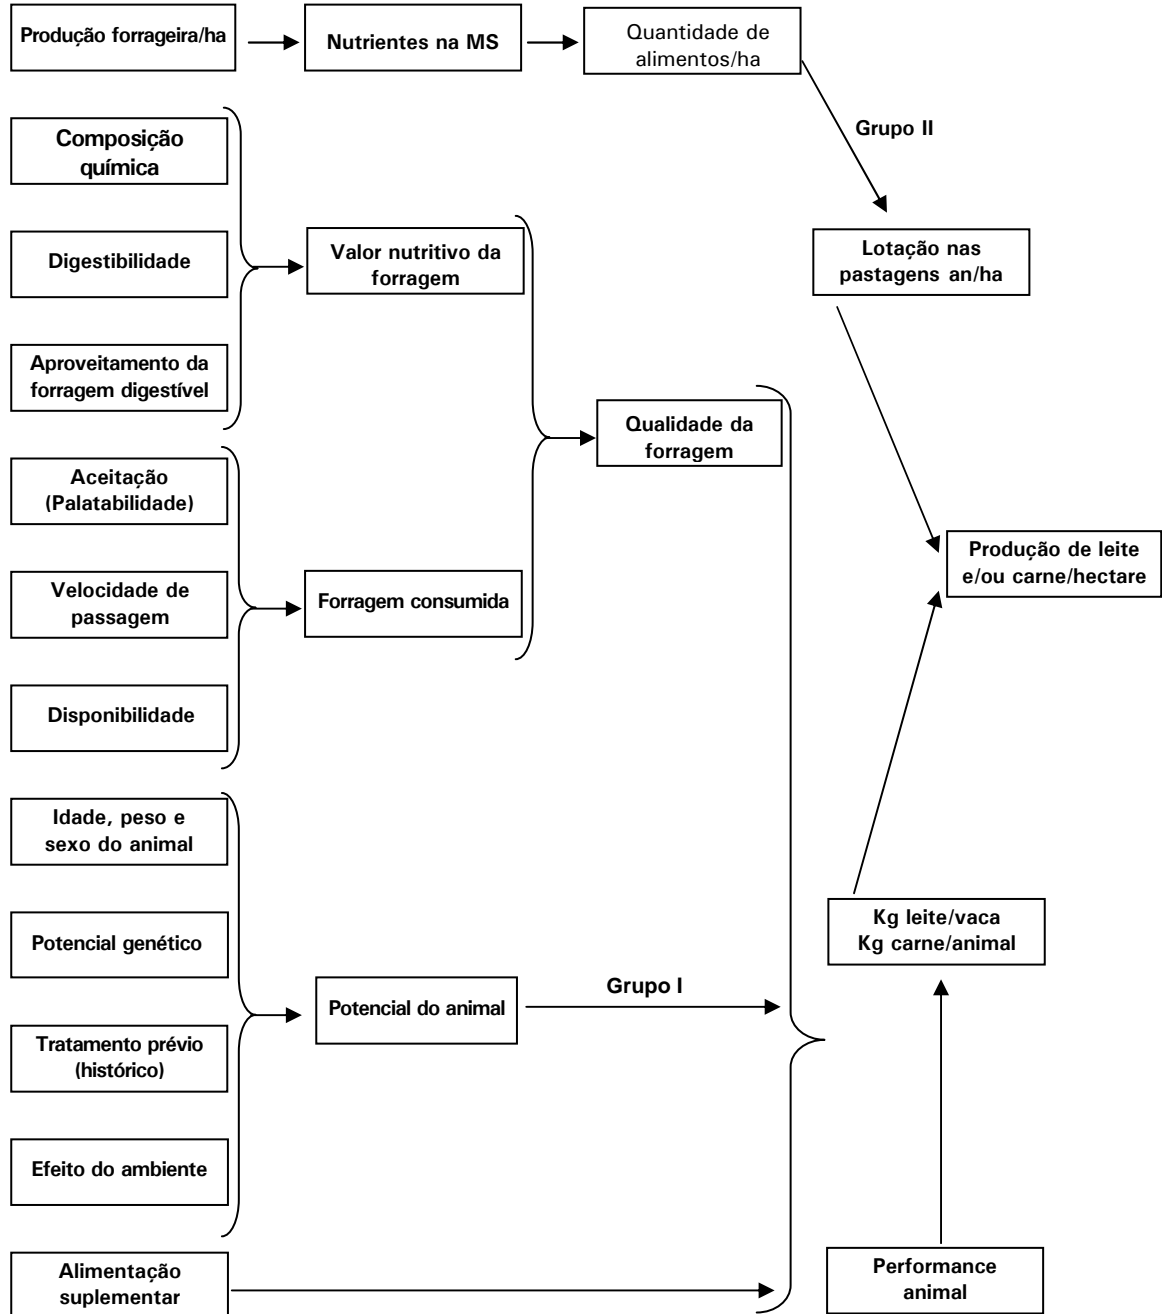 Produção forrageira/ha
Nutrientes na MS
Quantidade de
alimentos/ha
Grupo II
Composição
química
Digestibilidade
Valor nutritivo da
forragem
Lotação nas
pastagens an/ha
Aproveitamento da
forragem digestível
Qualidade da
forragem
Aceitação
(Palatabilidade)
Velocidade de
passagem
Forragem consumida
Produção de leite
e/ou carne/hectare
Disponibilidade
Idade, peso e
sexo do animal
Potencial genético
Kg leite/vaca
Kg carne/animal
Potencial do animal
Grupo I
Tratamento prévio
(histórico)
Efeito do ambiente
Alimentação
suplementar
Performance
animal